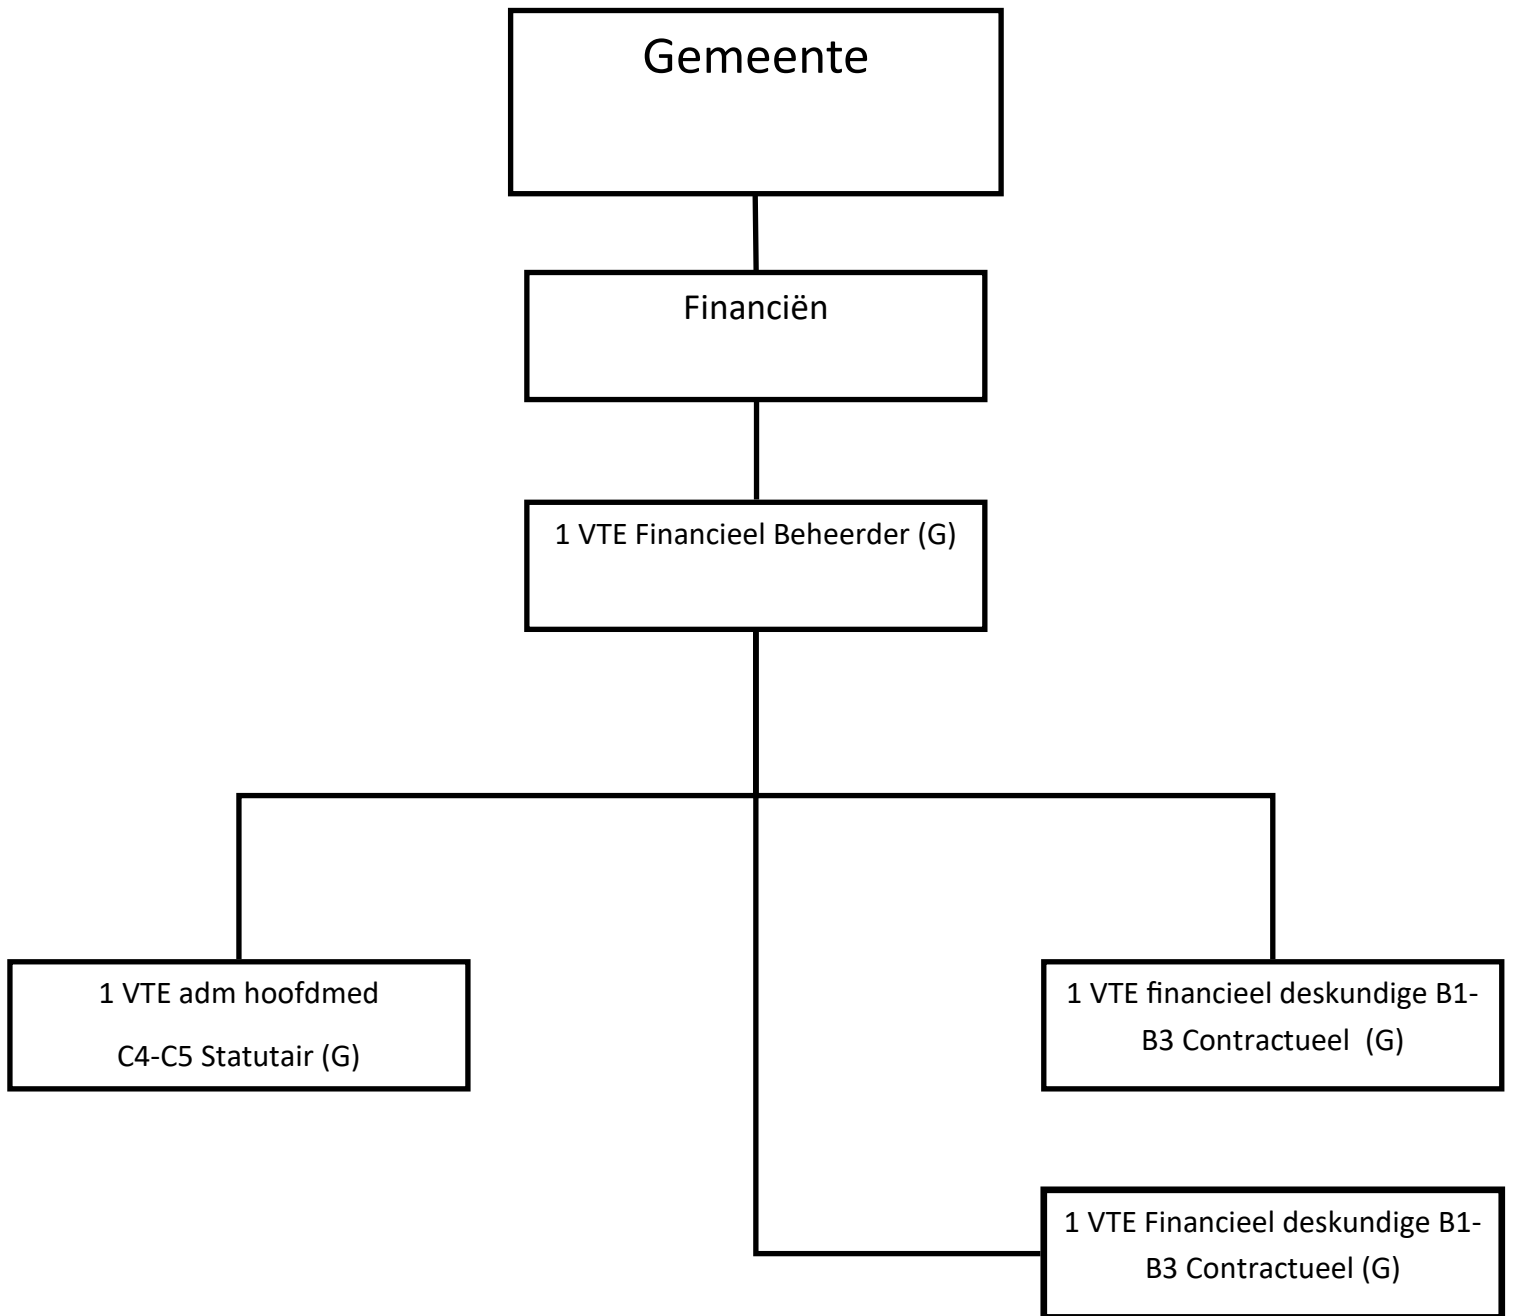 Gemeente
Financiën
1 VTE Financieel Beheerder (G)
1 VTE adm hoofdmed
C4-C5 Statutair (G)
1 VTE financieel deskundige B1-
B3 Contractueel  (G)
1 VTE Financieel deskundige B1-
B3 Contractueel (G)